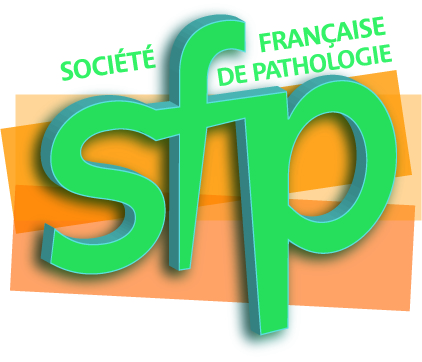 SOCIÉTÉ FRANÇAISE
DE PATHOLOGIE
sfp